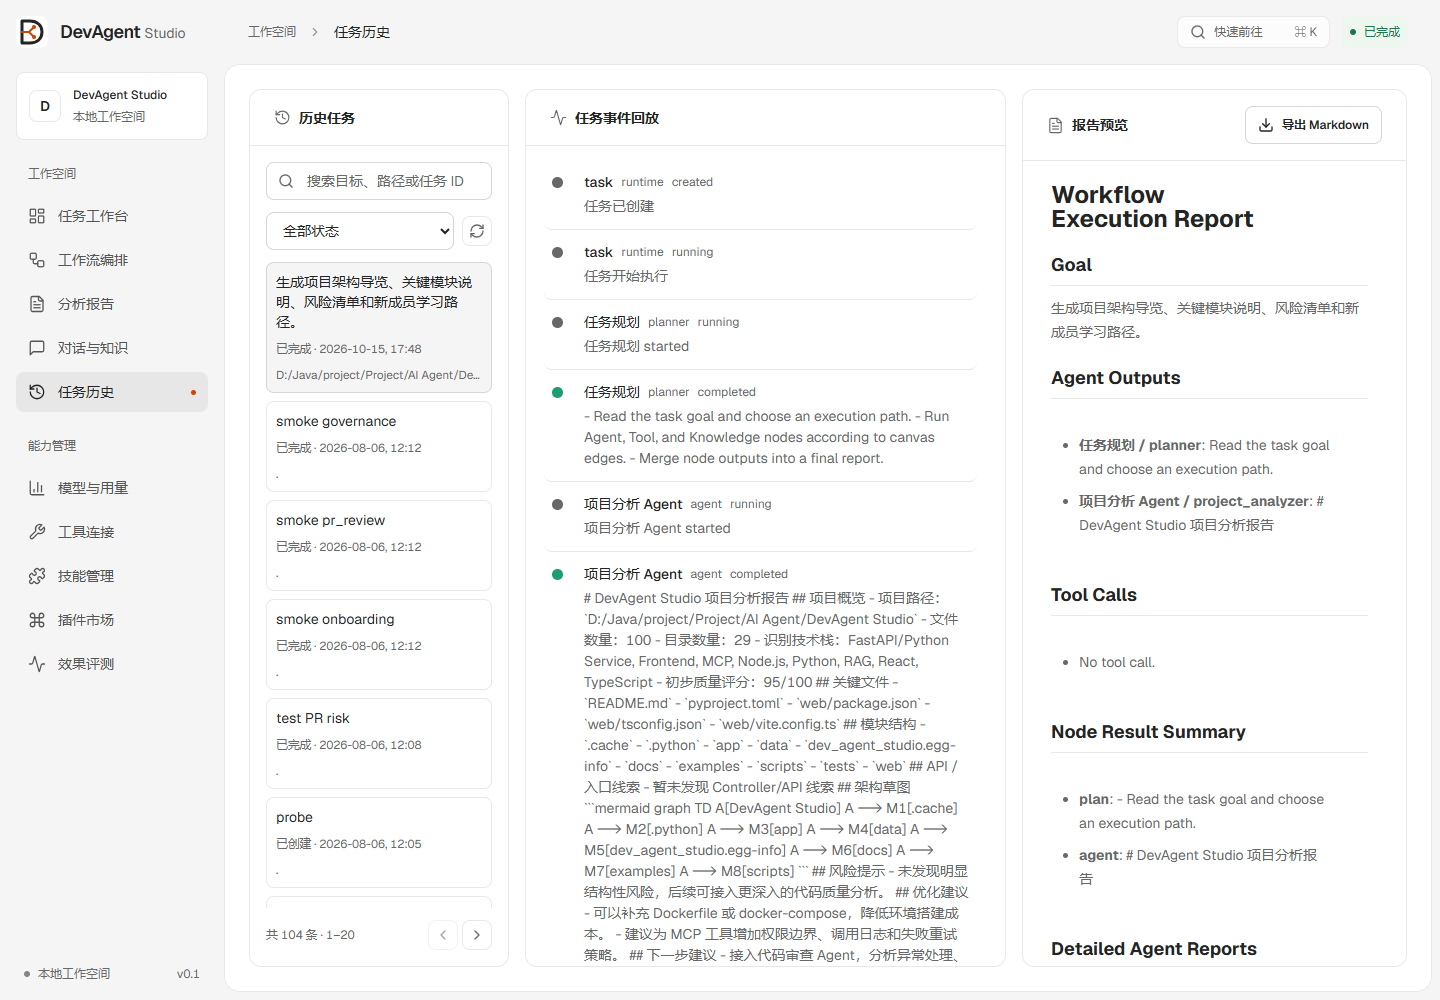 DevAgent Studio
工作空间
任务历史
快速前往
⌘ K
已完成
D
DevAgent Studio
本地工作空间
工作空间
任务工作台
工作流编排
分析报告
对话与知识
任务历史
能力管理
模型与用量
工具连接
技能管理
插件市场
效果评测
本地工作空间
v0.1
历史任务
搜索目标、路径或任务 ID
全部状态
生成项目架构导览、关键模块说
明、风险清单和新成员学习路
径。
已完成 · 2026-10-15, 17:48
D:/Java/project/Project/AI Agent/De...
smoke governance
已完成 · 2026-08-06, 12:12
.
smoke pr_review
已完成 · 2026-08-06, 12:12
.
smoke onboarding
已完成 · 2026-08-06, 12:12
.
test PR risk
已完成 · 2026-08-06, 12:08
.
probe
已创建 · 2026-08-06, 12:05
.
共 104 条 · 1–20
任务事件回放
task runtime created
任务已创建
task runtime running
任务开始执行
任务规划 planner running
任务规划 started
任务规划 planner completed
- Read the task goal and choose an execution path. - Run
Agent, Tool, and Knowledge nodes according to canvas
edges. - Merge node outputs into a final report.
项目分析 Agent agent running
项目分析 Agent started
项目分析 Agent agent completed
# DevAgent Studio 项目分析报告 ## 项目概览 - 项目路径：
`D:/Java/project/Project/AI Agent/DevAgent Studio` - 文件
数量：100 - 目录数量：29 - 识别技术栈：FastAPI/Python
Service, Frontend, MCP, Node.js, Python, RAG, React,
TypeScript - 初步质量评分：95/100 ## 关键文件 -
`README.md` - `pyproject.toml` - `web/package.json` -
`web/tsconfig.json` - `web/vite.config.ts` ## 模块结构 -
`.cache` - `.python` - `app` - `data` - `dev_agent_studio.egg-
info` - `docs` - `examples` - `scripts` - `tests` - `web` ## API /
入口线索 - 暂未发现 Controller/API 线索 ## 架构草图
```mermaid graph TD A[DevAgent Studio] A --> M1[.cache]
A --> M2[.python] A --> M3[app] A --> M4[data] A -->
M5[dev_agent_studio.egg-info] A --> M6[docs] A -->
M7[examples] A --> M8[scripts] ``` ## 风险提示 - 未发现明显
结构性风险，后续可接入更深入的代码质量分析。 ## 优化建议
- 可以补充 Dockerfile 或 docker-compose，降低环境搭建成
本。 - 建议为 MCP 工具增加权限边界、调用日志和失败重试
策略。 ## 下一步建议 - 接入代码审查 Agent，分析异常处理、
报告预览
导出 Markdown
Workflow
Execution Report
Goal
生成项目架构导览、关键模块说明、风险清单和新
成员学习路径。
Agent Outputs
• 任务规划 / planner: Read the task goal
and choose an execution path.
• 项目分析 Agent / project_analyzer: #
DevAgent Studio 项目分析报告
Tool Calls
• No tool call.
Node Result Summary
• plan: - Read the task goal and choose
an execution path.
• agent: # DevAgent Studio 项目分析报
告
Detailed Agent Reports